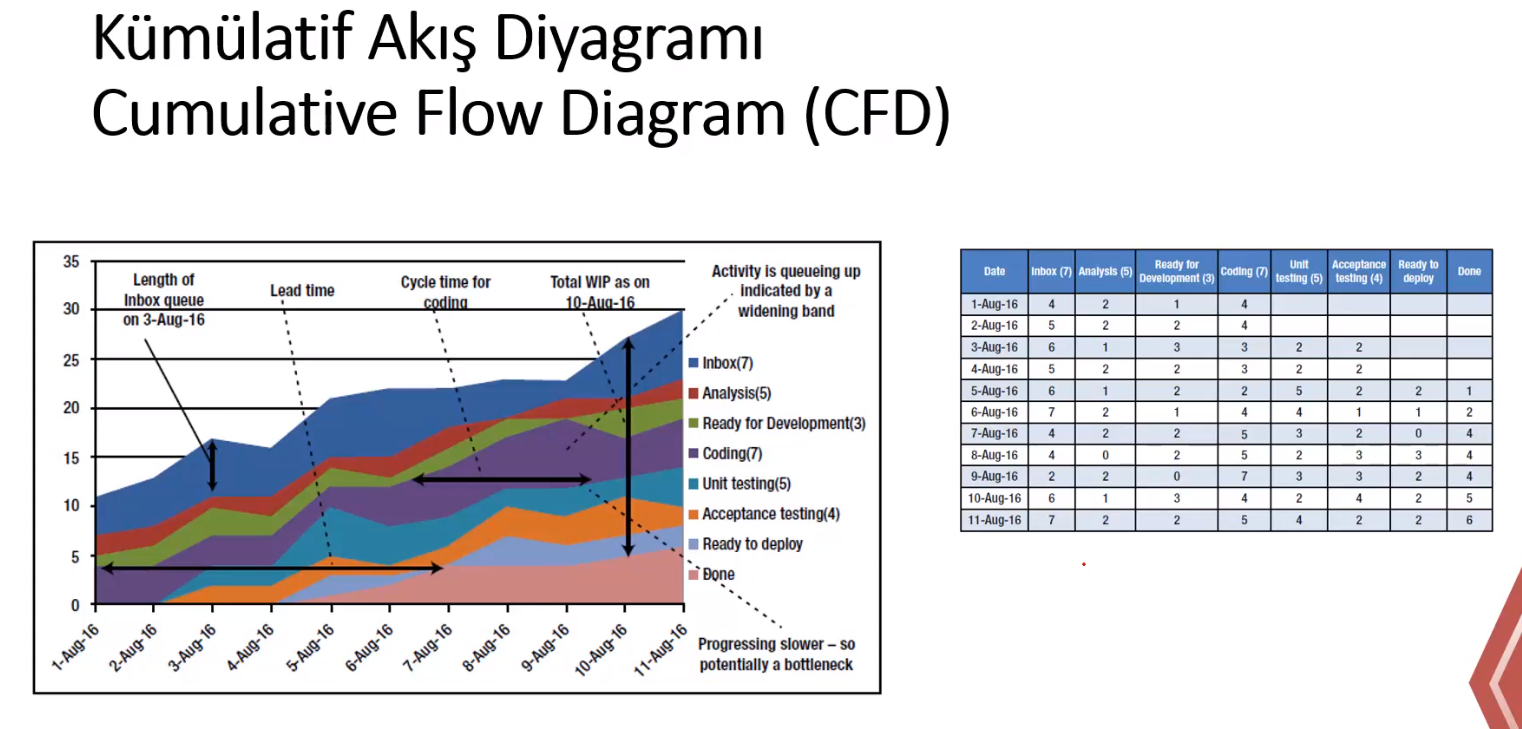 Kümülatif Akış Diyagramı
Cumulative Flow Diagram (CFD)
35
30
25
20
15
10
5
0
Length of
Inbox queue
on 3-Aug-16
Lead time
Cycle time for
coding
Total WIP as on
10-Aug-16
Activity is queueing up
indicated by a
widening band
Inbox(7)
Analysis(5)
Ready for Development(3)
Coding(7)
Unit testing(5)
Acceptance testing(4)
Ready to deploy
Done
Progressing slower – so
potentially a bottleneck
1-Aug-16
2-Aug-16
3-Aug-16
4-Aug-16
5-Aug-16
6-Aug-16
7-Aug-16
8-Aug-16
9-Aug-16
10-Aug-16
11-Aug-16
Date Inbox (7) Analysis (5) Ready for Development (3) Coding (7) Unit testing (5) Acceptance testing (4) Ready to deploy Done
1-Aug-16 4 2 1 4
2-Aug-16 5 2 2 4
3-Aug-16 6 1 3 3 2 2
4-Aug-16 5 2 2 3 2 2
5-Aug-16 6 1 2 2 5 2 2 1
6-Aug-16 7 2 1 4 4 1 1 2
7-Aug-16 4 2 2 5 3 2 0 4
8-Aug-16 4 0 2 5 2 3 3 4
9-Aug-16 2 2 0 7 3 3 2 4
10-Aug-16 6 1 3 4 2 4 2 5
11-Aug-16 7 2 2 5 4 2 2 6